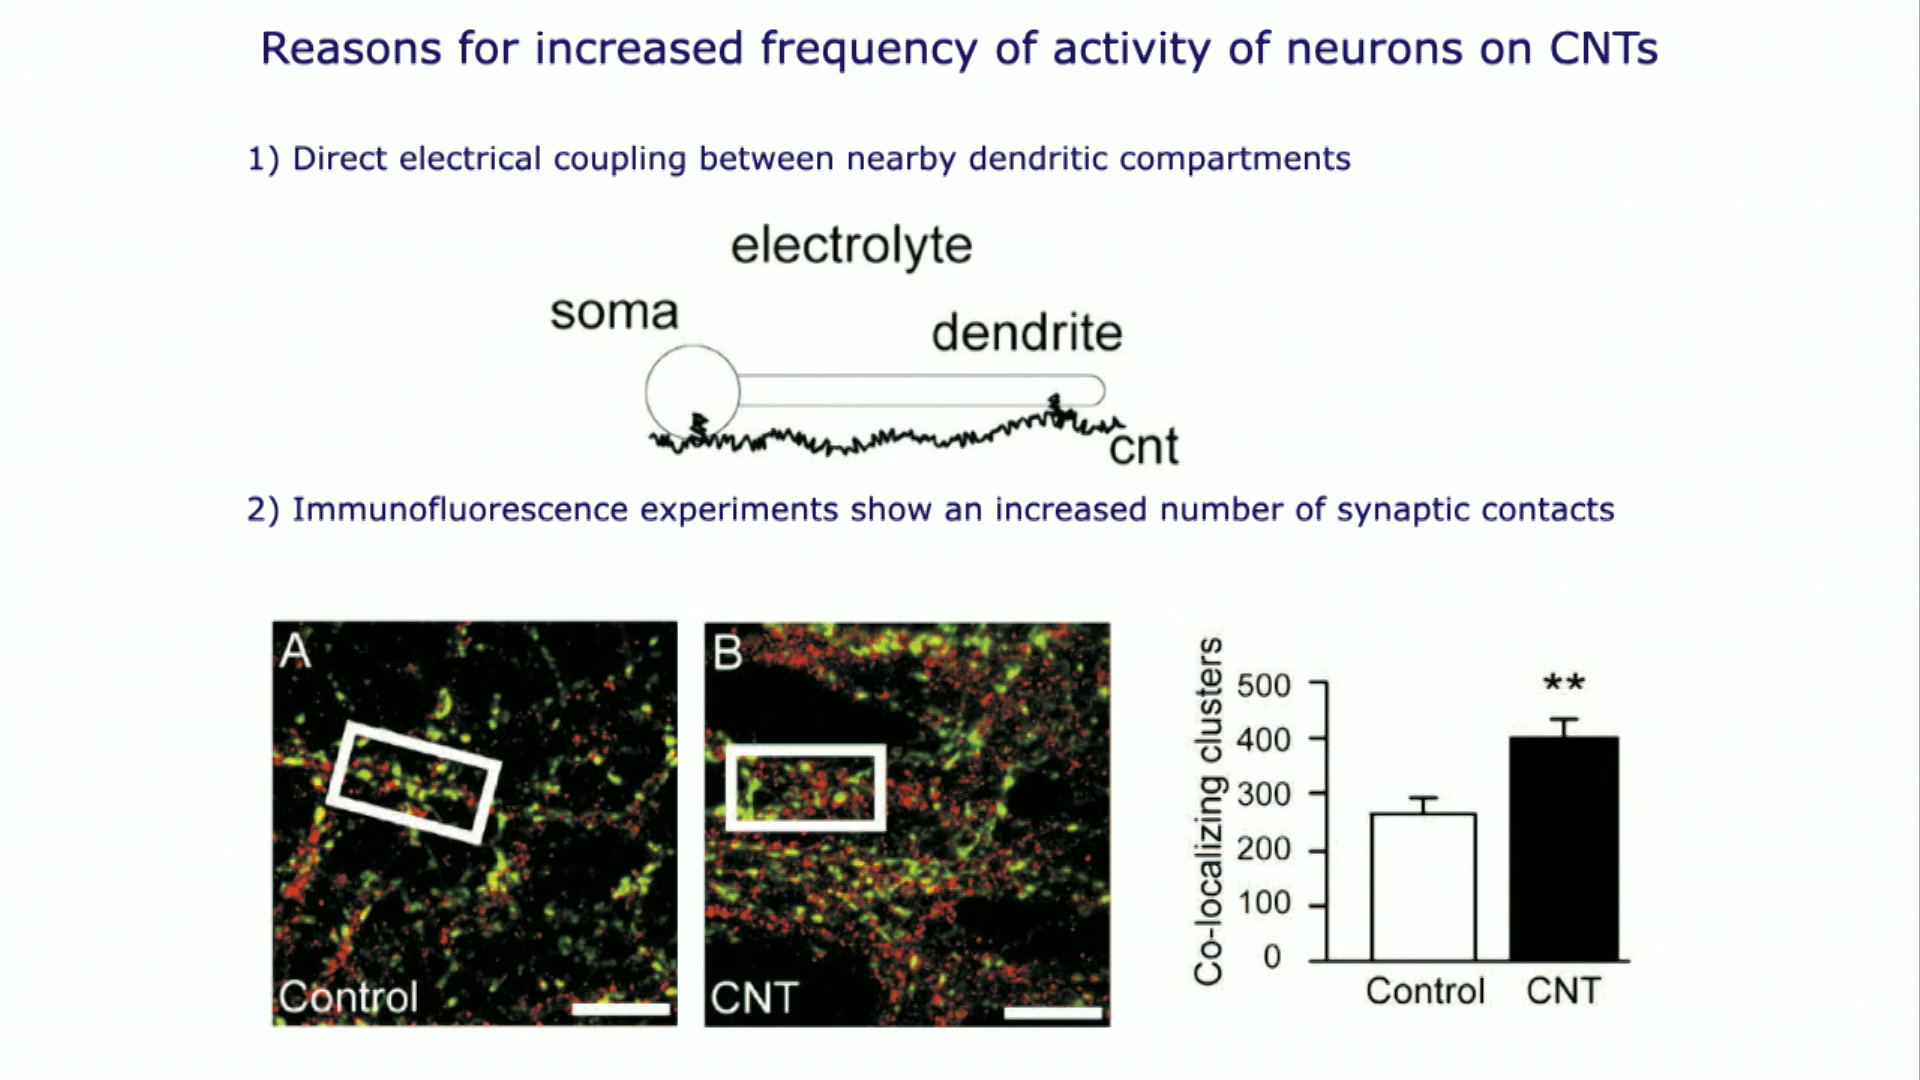 Reasons for increased frequency of activity of neurons on CNTs
1) Direct electrical coupling between nearby dendritic compartments
electrolyte
soma
dendrite
cnt
2) Immunofluorescence experiments show an increased number of synaptic contacts
A
Control
B
CNT
Co-localizing clusters
500
400
300
200
100
0
**
Control
CNT